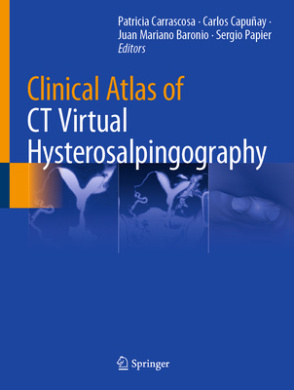 Patricia Carrascosa · Carlos Capuñay ·
Juan Mariano Baronio · Sergio Papier
Editors
Clinical Atlas of
CT Virtual
Hysterosalpingography
Springer